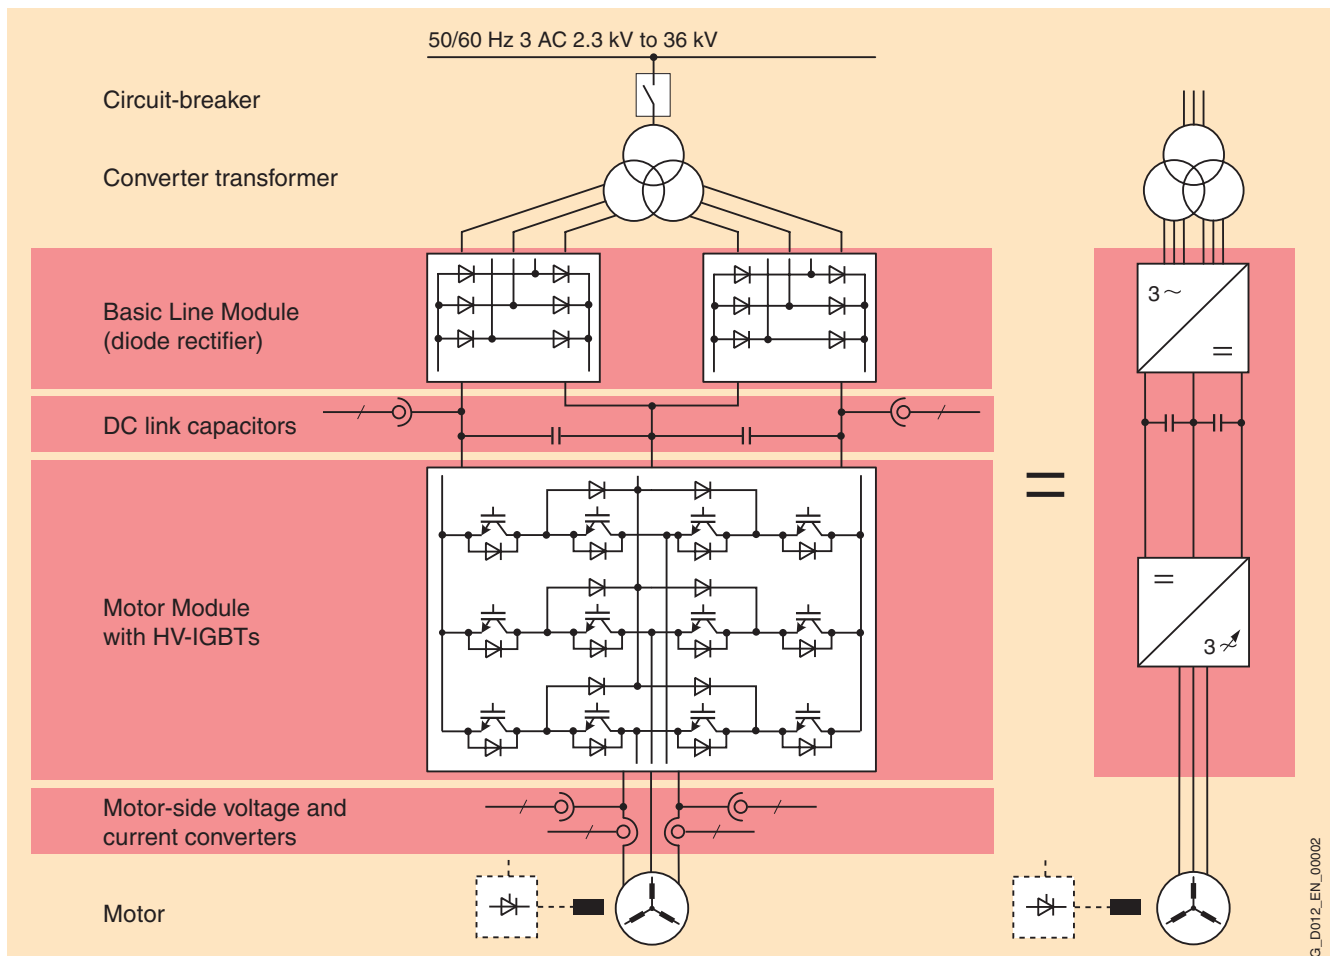 50/60 Hz 3 AC 2.3 kV to 36 kV
Circuit-breaker
Converter transformer
Basic Line Module
(diode rectifier)
3 ~
=
DC link capacitors
=
Motor Module
with HV-IGBTs
=
3 ~
Motor-side voltage and
current converters
Motor
G_D012_EN_00002